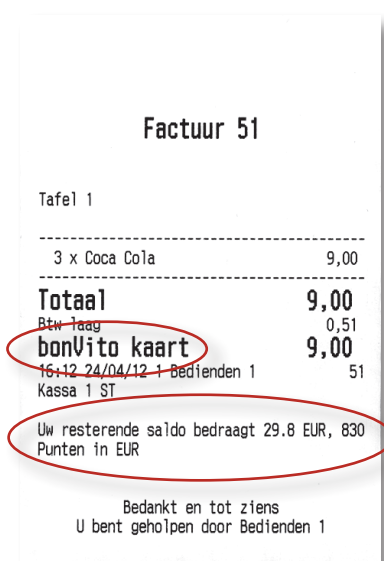 Factuur 51
Tafel 1
3 x Coca Cola 9,00
Totaal 9,00
Btw laag 0,51
bonVito kaart 9,00
16:12 24/04/12 1 Bedienden 1 51
Kassa 1 ST
Uw resterende saldo bedraagt 29.8 EUR, 830
Punten in EUR
Bedankt en tot ziens
U bent geholpen door Bedienden 1